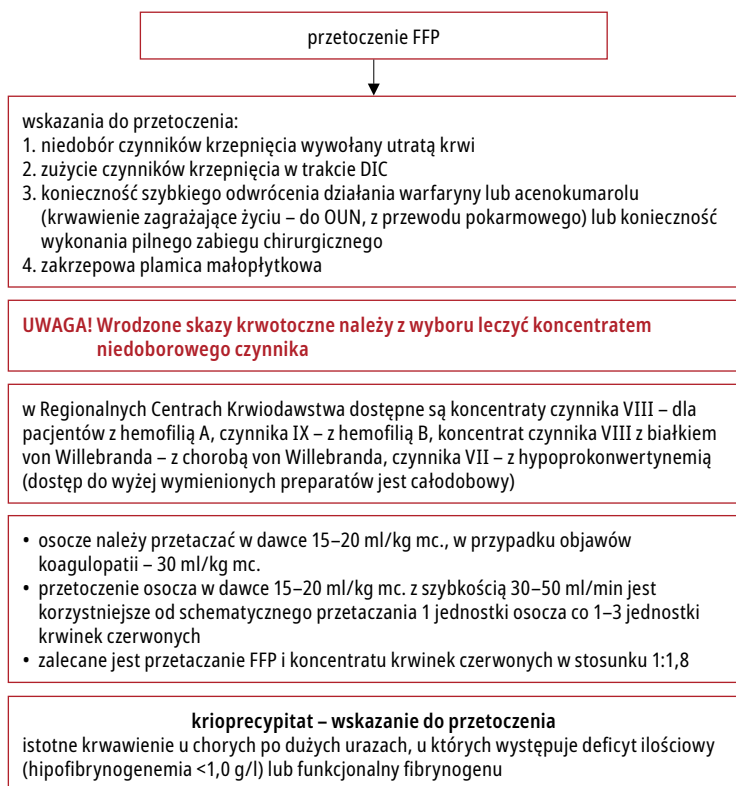 przetoczenie FFP
wskazania do przetoczenia:
1. niedobór czynników krzepnięcia wywołany utratą krwi
2. zużycie czynników krzepnięcia w trakcie DIC
3. konieczność szybkiego odwrócenia działania warfaryny lub acenokumarolu
(krwawienie zagrażające życiu – do OUN, z przewodu pokarmowego) lub konieczność
wykonania pilnego zabiegu chirurgicznego
4. zakrzepowa plamica małopłytkowa
UWAGA! Wrodzone skazy krwotoczne należy z wyboru leczyć koncentratem
niedoborowego czynnika
w Regionalnych Centrach Krwiodawstwa dostępne są koncentraty czynnika VIII – dla
pacjentów z hemofilią A, czynnika IX – z hemofilią B, koncentrat czynnika VIII z białkiem
von Willebranda – z chorobą von Willebranda, czynnika VII – z hypoprokonwertynemią
(dostęp do wyżej wymienionych preparatów jest całodobowy)
• osocze należy przetaczać w dawce 15–20 ml/kg mc., w przypadku objawów
koagulopatii – 30 ml/kg mc.
• przetoczenie osocza w dawce 15–20 ml/kg mc. z szybkością 30–50 ml/min jest
korzystniejsze od schematycznego przetaczania 1 jednostki osocza co 1–3 jednostki
krwinek czerwonych
• zalecane jest przetaczanie FFP i koncentratu krwinek czerwonych w stosunku 1:1,8
krioprecypitat – wskazanie do przetoczenia
istotne krwawienie u chorych po dużych urazach, u których występuje deficyt ilościowy
(hipofibrynogenemia <1,0 g/l) lub funkcjonalny fibrynogenu